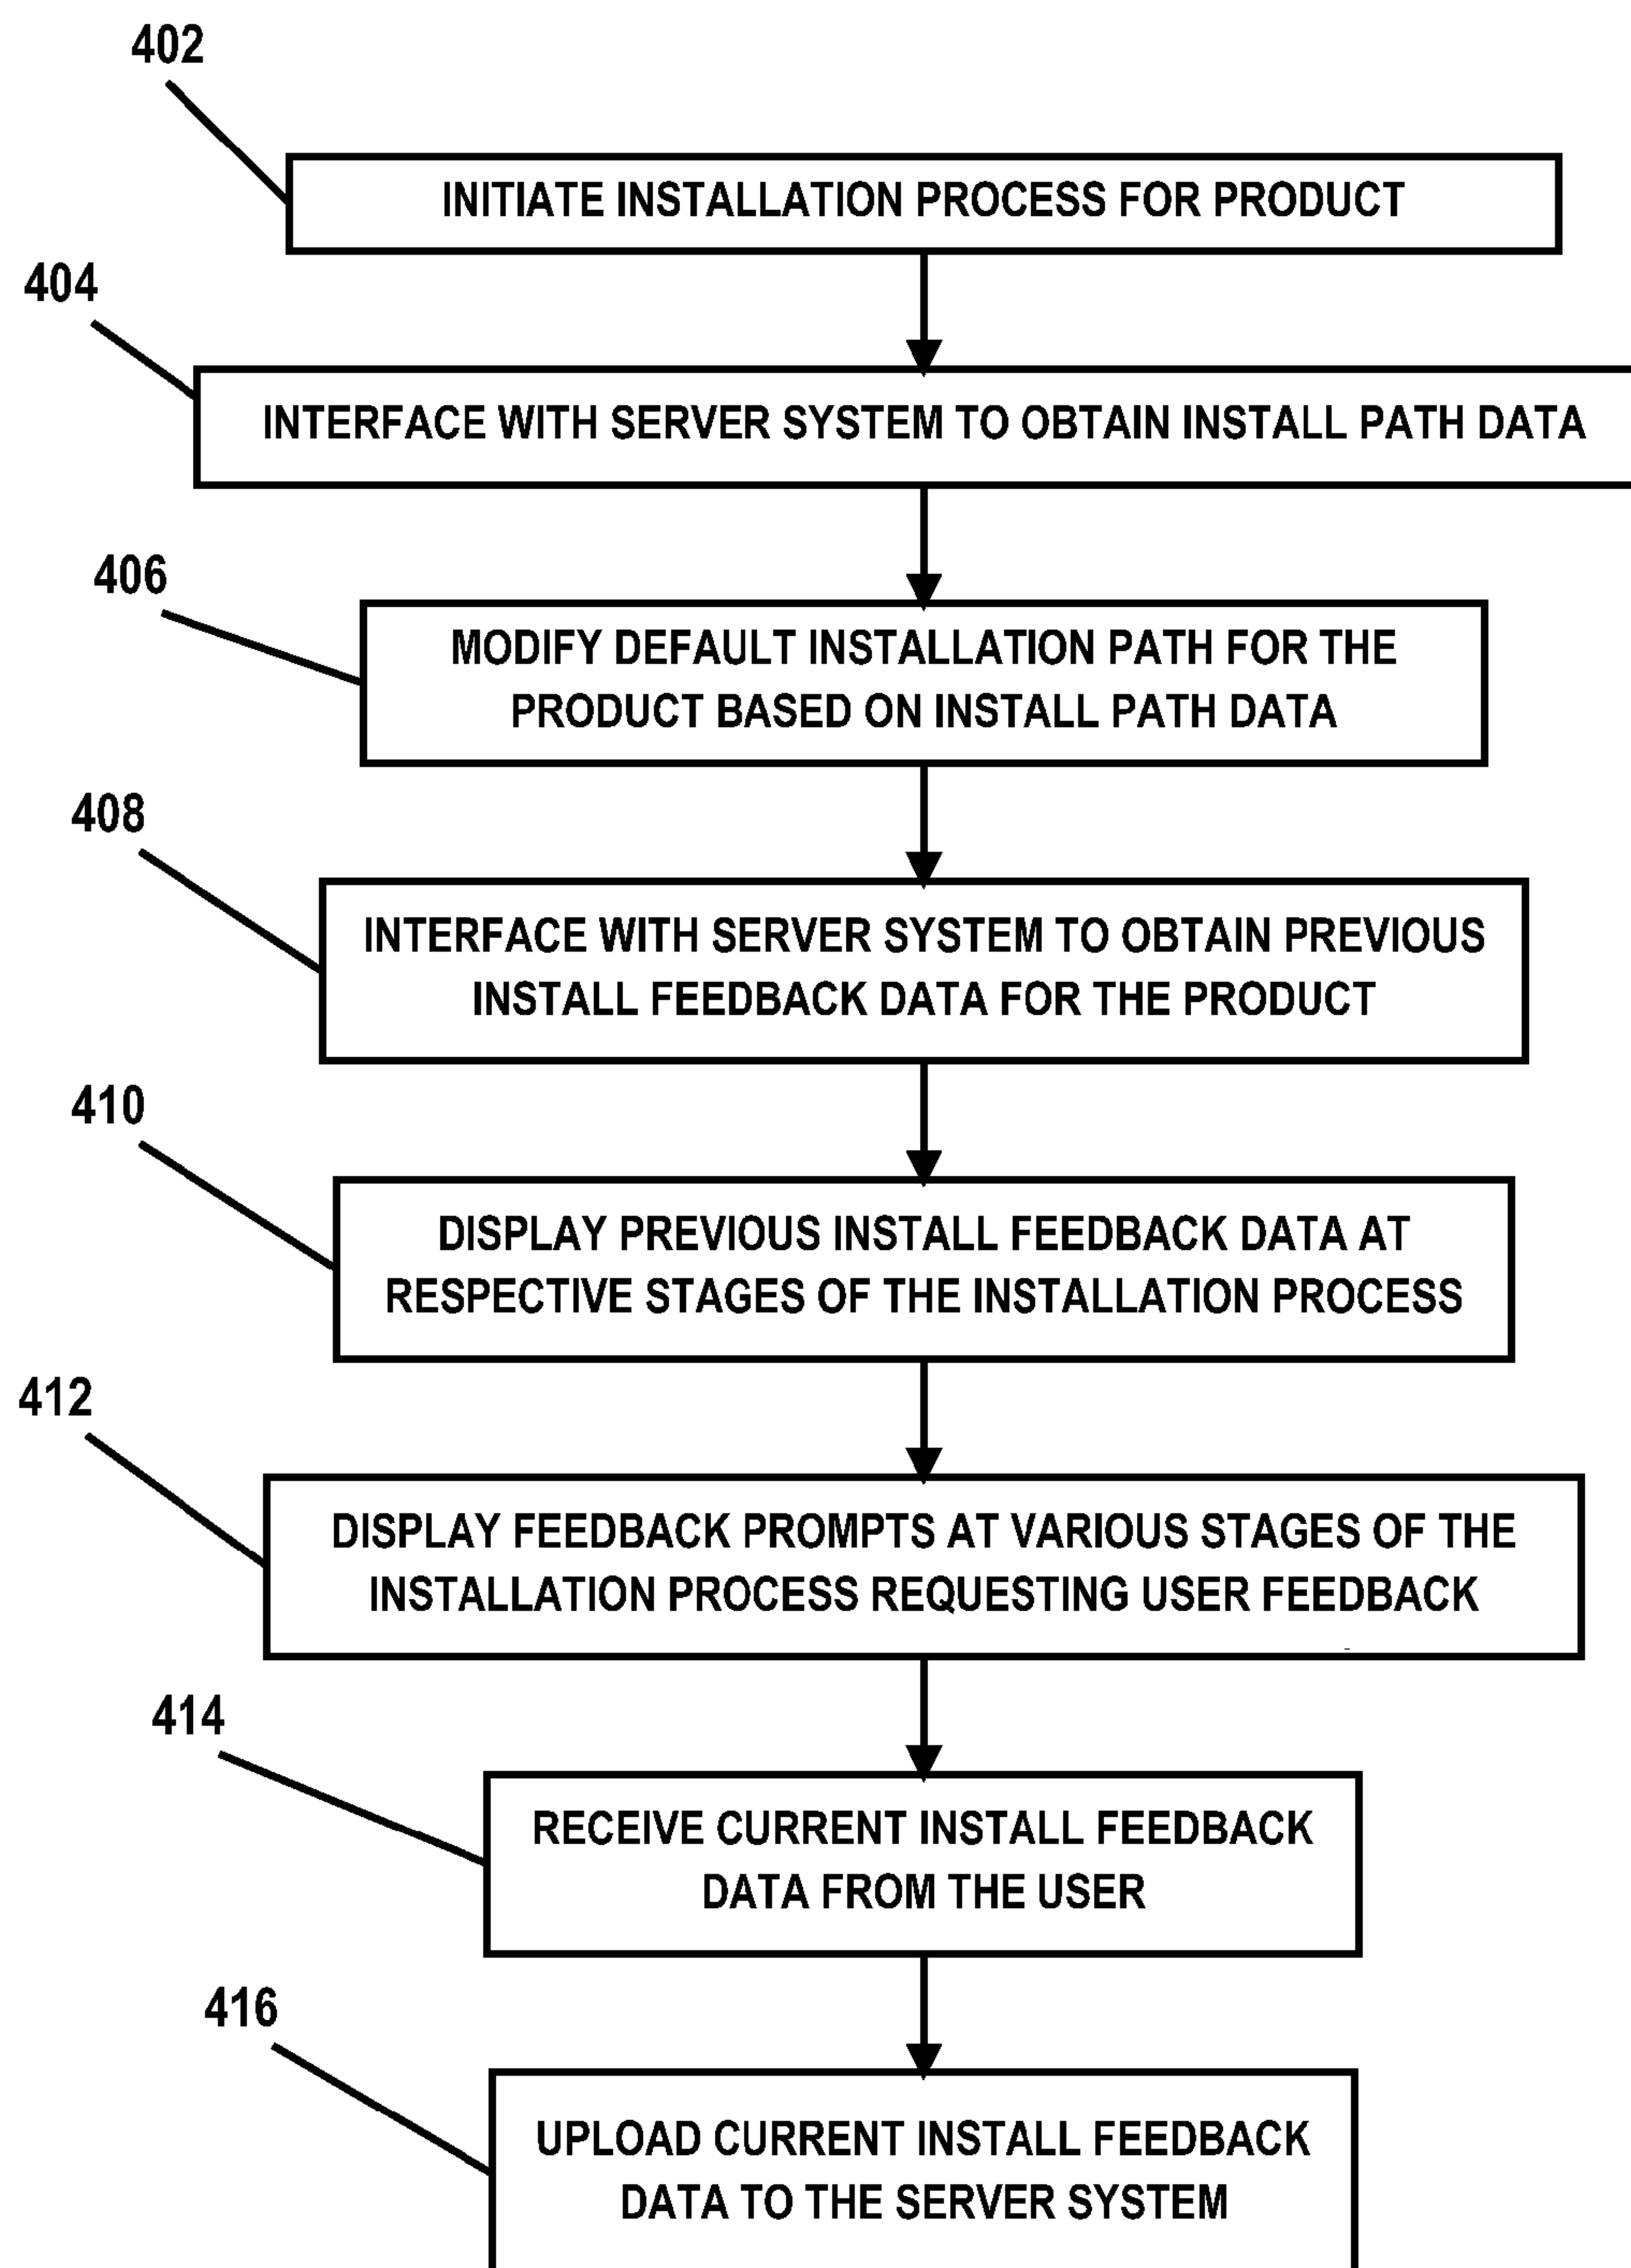 402
INITIATE INSTALLATION PROCESS FOR PRODUCT
404
INTERFACE WITH SERVER SYSTEM TO OBTAIN INSTALL PATH DATA
406
MODIFY DEFAULT INSTALLATION PATH FOR THE
PRODUCT BASED ON INSTALL PATH DATA
408
INTERFACE WITH SERVER SYSTEM TO OBTAIN PREVIOUS
INSTALL FEEDBACK DATA FOR THE PRODUCT
410
DISPLAY PREVIOUS INSTALL FEEDBACK DATA AT
RESPECTIVE STAGES OF THE INSTALLATION PROCESS
412
DISPLAY FEEDBACK PROMPTS AT VARIOUS STAGES OF THE
INSTALLATION PROCESS REQUESTING USER FEEDBACK
414
RECEIVE CURRENT INSTALL FEEDBACK
DATA FROM THE USER
416
UPLOAD CURRENT INSTALL FEEDBACK
DATA TO THE SERVER SYSTEM